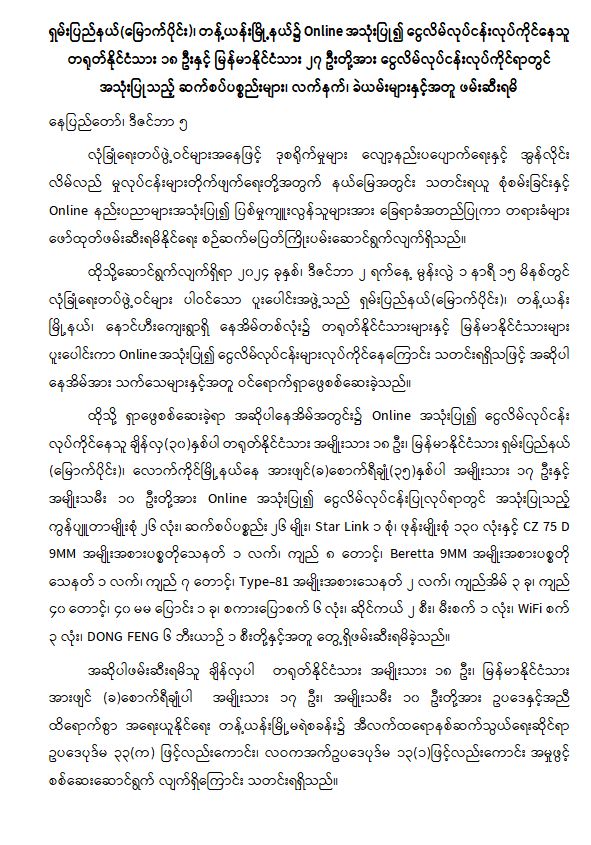 ရှမ်းပြည်နယ်(မြောက်ပိုင်း)၊ တန့်ယန်းမြို့နယ်၌ Online အသုံးပြု၍ ငွေလိမ်လုပ်ငန်းလုပ်ကိုင်နေသူ
တရုတ်နိုင်ငံသား ၁၈ ဦးနှင့် မြန်မာနိုင်ငံသား ၂၇ ဦးတို့အား ငွေလိမ်လုပ်ငန်းလုပ်ကိုင်ရာတွင်
အသုံးပြုသည့် ဆက်စပ်ပစ္စည်းများ၊ လက်နက်၊ ခဲယမ်းများနှင့်အတူ ဖမ်းဆီးရမိ
နေပြည်တော်၊ ဒီဇင်ဘာ ၅
လုံခြုံရေးတပ်ဖွဲ့ဝင်များအနေဖြင့် ဒုစရိုက်မှုများ လျော့နည်းပပျောက်ရေးနှင့် အွန်လိုင်း
လိမ်လည် မှုလုပ်ငန်းများတိုက်ဖျက်ရေးတို့အတွက် နယ်မြေအတွင်း သတင်းရယူ စုံစမ်းခြင်းနှင့်
Online နည်းပညာများအသုံးပြု၍ ပြစ်မှုကျူးလွန်သူများအား ခြေရာခံအတည်ပြုကာ တရားခံများ
ဖော်ထုတ်ဖမ်းဆီးရမိနိုင်ရေး စဉ်ဆက်မပြတ်ကြိုးပမ်းဆောင်ရွက်လျက်ရှိသည်။
ထိုသို့ဆောင်ရွက်လျက်ရှိရာ ၂၀၂၄ ခုနှစ်၊ ဒီဇင်ဘာ ၂ ရက်နေ့ မွန်းလွဲ ၁ နာရီ ၁၅ မိနစ်တွင်
လုံခြုံရေးတပ်ဖွဲ့ဝင်များ ပါဝင်သော ပူးပေါင်းအဖွဲ့သည် ရှမ်းပြည်နယ်(မြောက်ပိုင်း)၊ တန့်ယန်း
မြို့နယ်၊ နောင်ဟီးကျေးရွာရှိ နေအိမ်တစ်လုံး၌ တရုတ်နိုင်ငံသားများနှင့် မြန်မာနိုင်ငံသားများ
ပူးပေါင်းကာ Online အသုံးပြု၍ ငွေလိမ်လုပ်ငန်းများလုပ်ကိုင်နေကြောင်း သတင်းရရှိသဖြင့် အဆိုပါ
နေအိမ်အား သက်သေများနှင့်အတူ ဝင်ရောက်ရှာဖွေစစ်ဆေးခဲ့သည်။
ထိုသို့ ရှာဖွေစစ်ဆေးခဲ့ရာ အဆိုပါနေအိမ်အတွင်း၌ Online အသုံးပြု၍ ငွေလိမ်လုပ်ငန်း
လုပ်ကိုင်နေသူ ချိန်လှ(၃၀)နှစ်ပါ တရုတ်နိုင်ငံသား အမျိုးသား ၁၈ ဦး၊ မြန်မာနိုင်ငံသား ရှမ်းပြည်နယ်
(မြောက်ပိုင်း)၊ လောက်ကိုင်မြို့နယ်နေ အားဖျင်(ခ)စောက်ရီချုံ(၃၅)နှစ်ပါ အမျိုးသား ၁၇ ဦးနှင့်
အမျိုးသမီး ၁၀ ဦးတို့အား Online အသုံးပြု၍ ငွေလိမ်လုပ်ငန်းပြုလုပ်ရာတွင် အသုံးပြုသည့်
ကွန်ပျူတာမျိုးစုံ ၂၆ လုံး၊ ဆက်စပ်ပစ္စည်း ၂၆ မျိုး၊ Star Link ၁ စုံ၊ ဖုန်းမျိုးစုံ ၁၃၀ လုံးနှင့် CZ 75 D
9MM အမျိုးအစားပစ္စတိုသေနတ် ၁ လက်၊ ကျည် ၈ တောင့်၊ Beretta 9MM အမျိုးအစားပစ္စတို
သေနတ် ၁ လက်၊ ကျည် ၇ တောင့်၊ Type-81 အမျိုးအစားသေနတ် ၂ လက်၊ ကျည်အိမ် ၃ ခု၊ ကျည်
၄၀ တောင့်၊ ၄၀ မမ ပြောင်း ၁ ခု၊ စကားပြောစက် ၆ လုံး၊ ဆိုင်ကယ် ၂ စီး၊ မီးစက် ၁ လုံး၊ WiFi စက်
၃ လုံး၊ DONG FENG ၆ ဘီးယာဉ် ၁ စီးတို့နှင့်အတူ တွေ့ရှိဖမ်းဆီးရမိခဲ့သည်။
အဆိုပါဖမ်းဆီးရမိသူ ချိန်လှပါ တရုတ်နိုင်ငံသား အမျိုးသား ၁၈ ဦး၊ မြန်မာနိုင်ငံသား
အားဖျင် (ခ)စောက်ရီချုံပါ အမျိုးသား ၁၇ ဦး၊ အမျိုးသမီး ၁၀ ဦးတို့အား ဥပဒေနှင့်အညီ
ထိရောက်စွာ အရေးယူနိုင်ရေး တန့်ယန်းမြို့မရဲစခန်း၌ အီလက်ထရောနစ်ဆက်သွယ်ရေးဆိုင်ရာ
ဥပဒေပုဒ်မ ၃၃(က) ဖြင့်လည်းကောင်း၊ လဝကအက်ဥပဒေပုဒ်မ ၁၃(၁)ဖြင့်လည်းကောင်း အမှုဖွင့်
စစ်ဆေးဆောင်ရွက် လျက်ရှိကြောင်း သတင်းရရှိသည်။